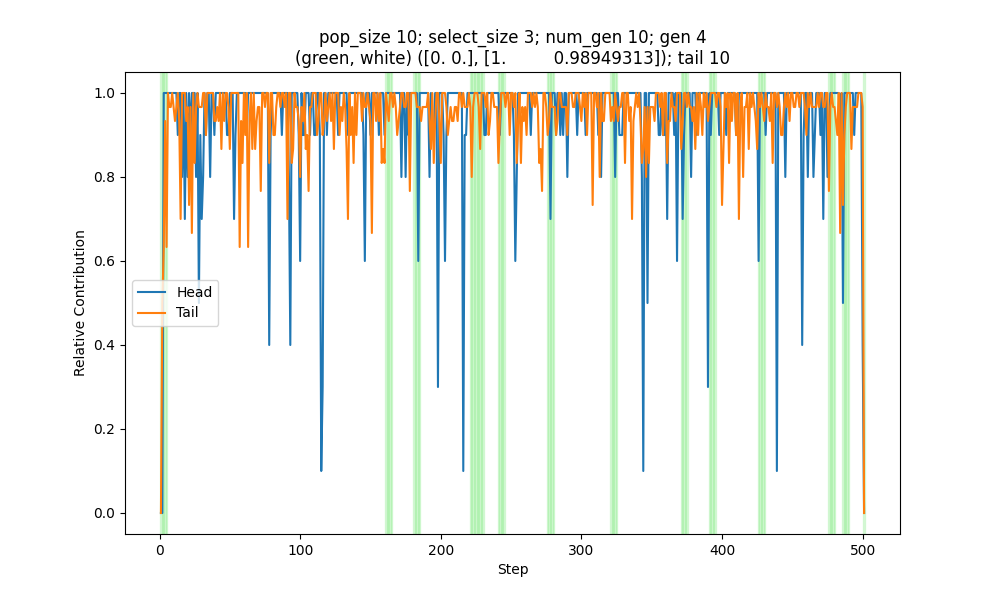 pop_size 10; select_size 3; num_gen 10; gen 4
(green, white) ([0. 0.], [1.          0.98949313]); tail 10
Relative Contribution
1.0
0.8
0.6
0.4
0.2
0.0
Head
Tail
0
100
200
300
400
500
Step